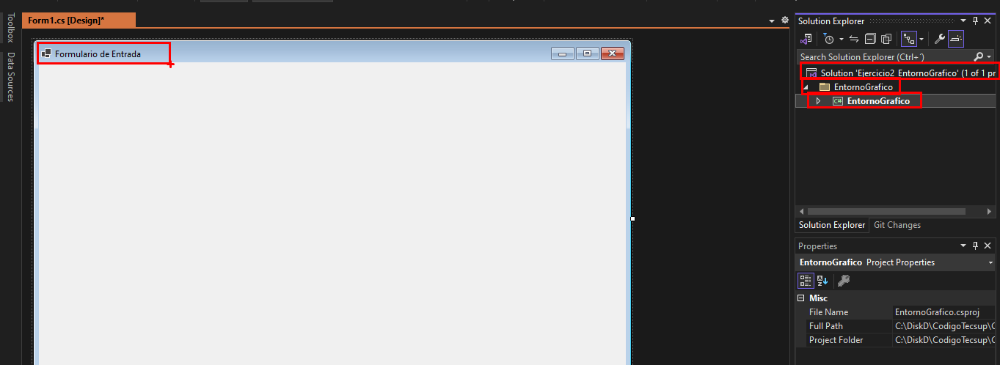 Toolbox
Data Sources
Form1.cs [Design]*
Formulario de Entrada
Solution Explorer
Search Solution Explorer (Ctrl+´)
Solution 'Ejercicio2_EntornoGrafico' (1 of 1 pr
EntornoGrafico
C# EntornoGrafico
Solution Explorer Git Changes
Properties
EntornoGrafico Project Properties
Misc
File Name EntornoGrafico.csproj
Full Path C:\DiskD\CodigoTecsup\C
Project Folder C:\DiskD\CodigoTecsup\C